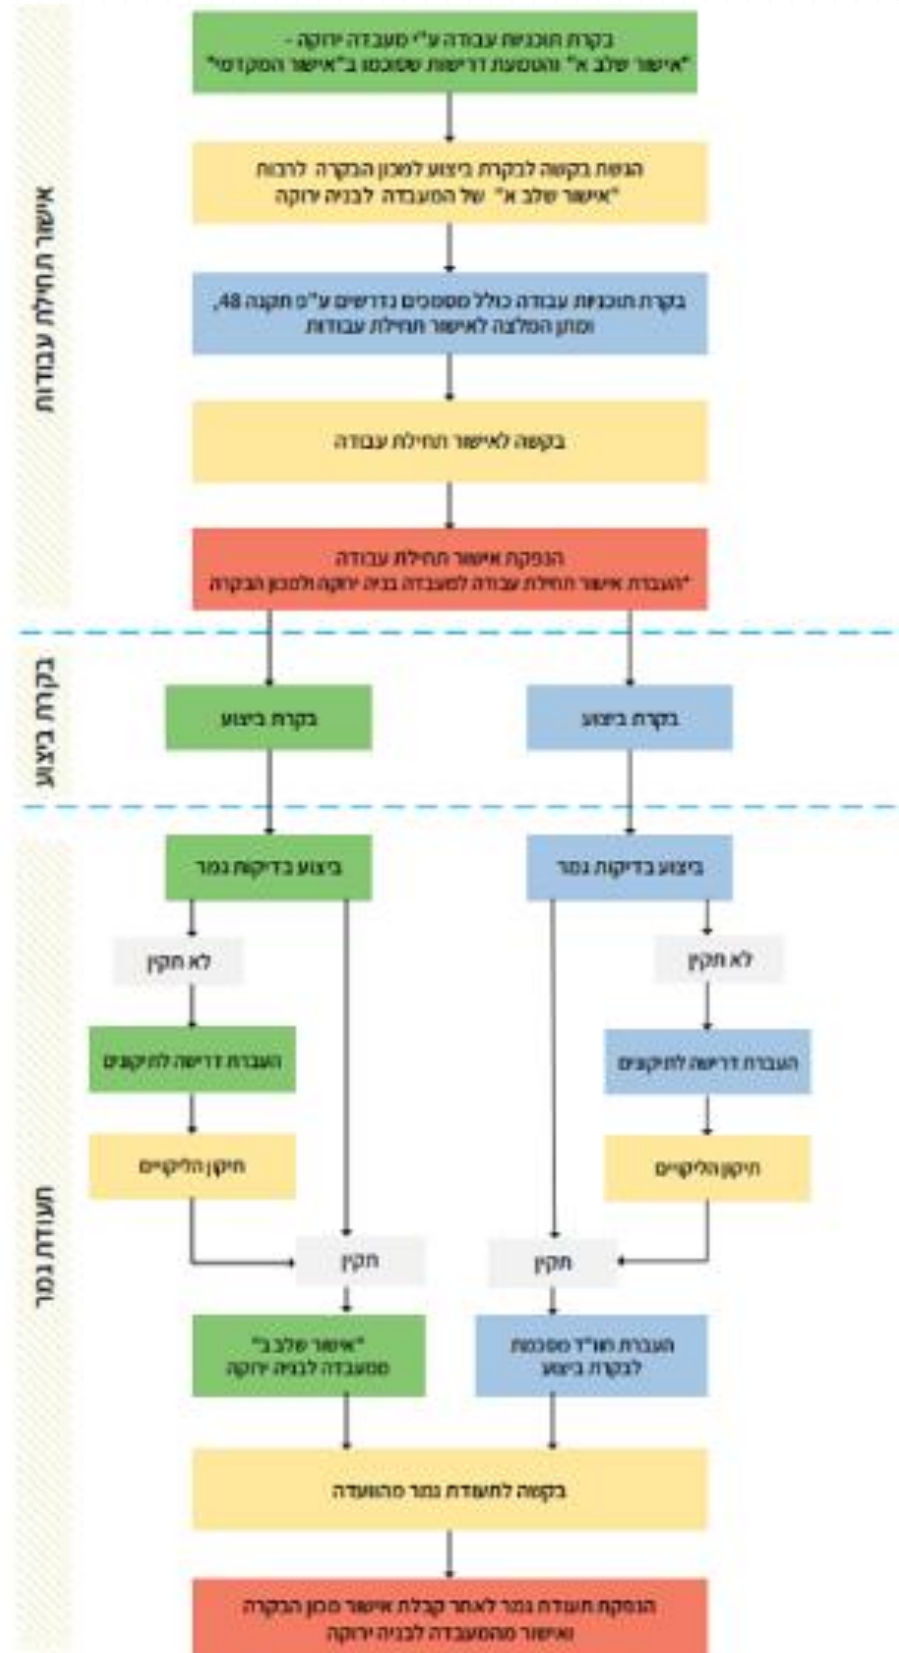 אישור תחילת עבודות
בקרת תוכניות עבודה ע"י מעבדה ירוקה -
"אישור שלב א" והטמעת דרישות שסוכמו ב"אישור המקדמי"
הגשת בקשה לבקרת ביצוע למכון הבקרה לרבות
"אישור שלב א" של המעבדה לבניה ירוקה
בקרת תוכניות עבודה כולל מסמכים נדרשים ע"פ תקנה 48,
ומתן המלצה לאישור תחילת עבודות
בקשה לאישור תחילת עבודה
הנפקת אישור תחילת עבודה
*העברת אישור תחילת עבודה למעבדה בניה ירוקה ולמכון הבקרה
בקרת ביצוע
בקרת ביצוע
בקרת ביצוע
תעודת גמר
ביצוע בדיקות גמר
ביצוע בדיקות גמר
לא תקין
לא תקין
העברת דרישה לתיקונים
העברת דרישה לתיקונים
תיקון הליקויים
תיקון הליקויים
תקין
תקין
העברת חוו"ד מסכמת
לבקרת ביצוע
"אישור שלב ב"
ממעבדה לבניה ירוקה
בקשה לתעודת גמר מהוועדה
הנפקת תעודת גמר לאחר קבלת אישור מכון הבקרה
ואישור מהמעבדה לבניה ירוקה